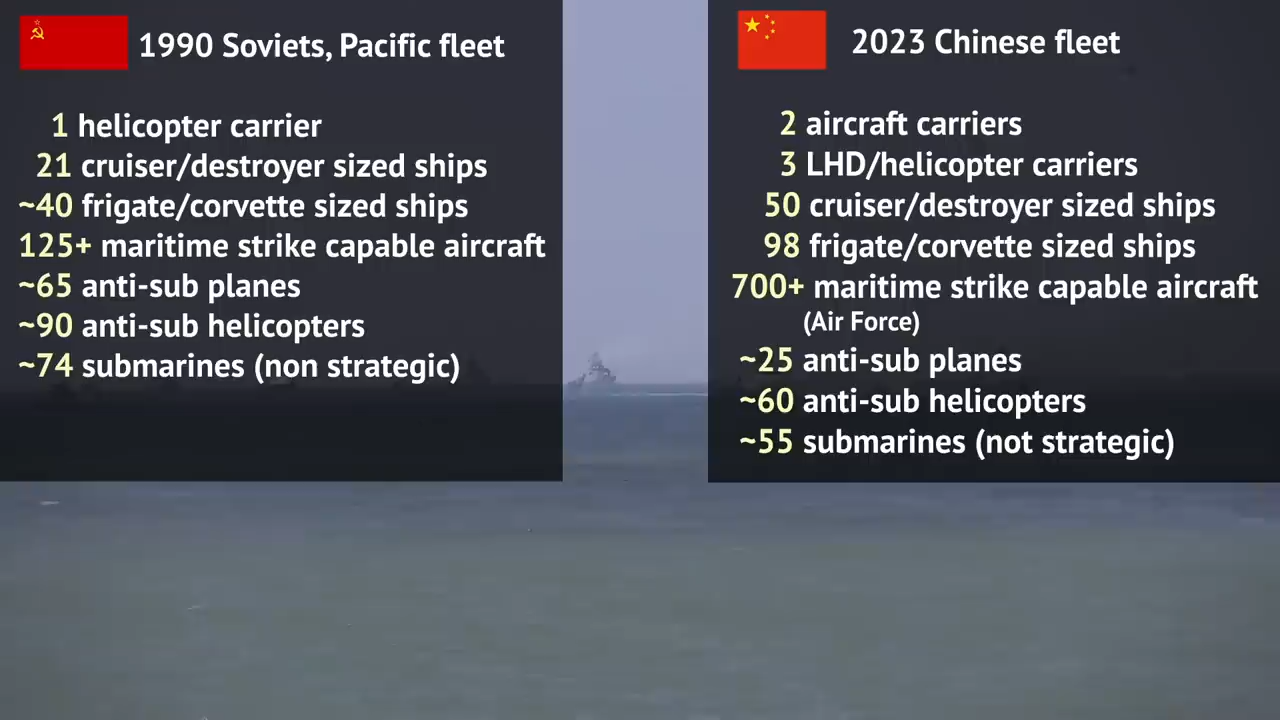 1990 Soviets, Pacific fleet
1 helicopter carrier
21 cruiser/destroyer sized ships
~40 frigate/corvette sized ships
125+ maritime strike capable aircraft
~65 anti-sub planes
~90 anti-sub helicopters
~74 submarines (non strategic)
2023 Chinese fleet
2 aircraft carriers
3 LHD/helicopter carriers
50 cruiser/destroyer sized ships
98 frigate/corvette sized ships
700+ maritime strike capable aircraft
(Air Force)
~25 anti-sub planes
~60 anti-sub helicopters
~55 submarines (not strategic)